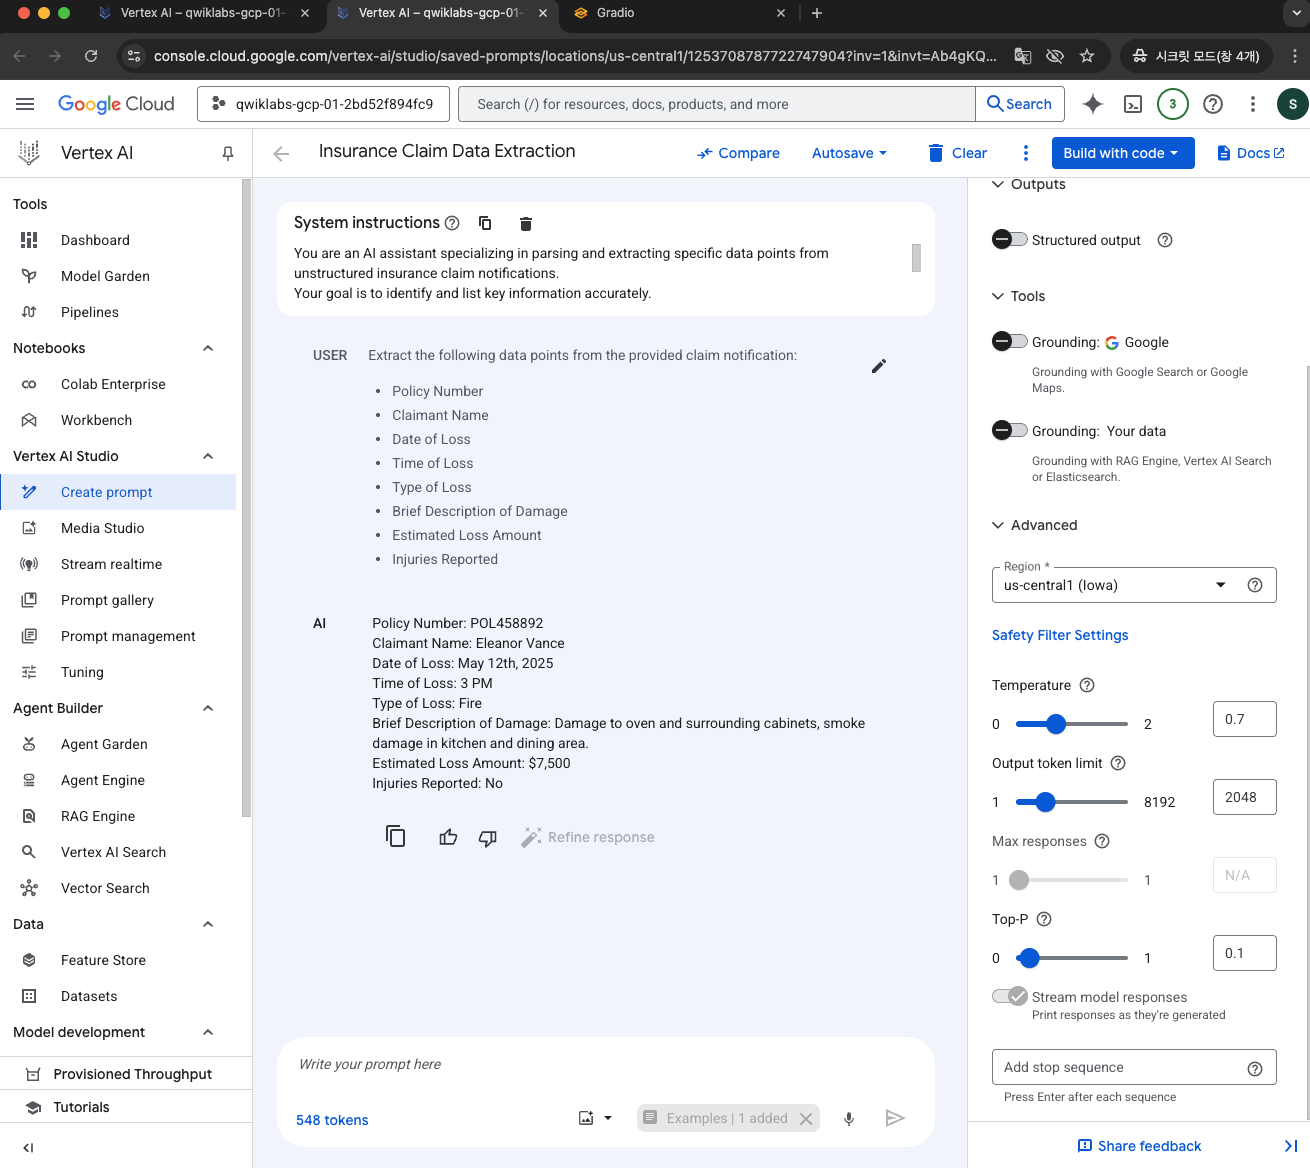 Vertex AI – qwiklabs-gcp-01-
Vertex AI – qwiklabs-gcp-01-
Gradio
console.cloud.google.com/vertex-ai/studio/saved-prompts/locations/us-central1/1253708787722747904?inv=1&invt=Ab4gKQ...
시크릿 모드(창 4개)
Google Cloud
qwiklabs-gcp-01-2bd52f894fc9
Search (/) for resources, docs, products, and more
Search
3
S
Vertex AI
Insurance Claim Data Extraction
Compare
Autosave
Clear
Build with code
Docs
Tools
Dashboard
Model Garden
Pipelines
Notebooks
Colab Enterprise
Workbench
Vertex AI Studio
Create prompt
Media Studio
Stream realtime
Prompt gallery
Prompt management
Tuning
Agent Builder
Agent Garden
Agent Engine
RAG Engine
Vertex AI Search
Vector Search
Data
Feature Store
Datasets
Model development
Provisioned Throughput
Tutorials
System instructions
You are an AI assistant specializing in parsing and extracting specific data points from
unstructured insurance claim notifications.
Your goal is to identify and list key information accurately.
USER
Extract the following data points from the provided claim notification:
• Policy Number
• Claimant Name
• Date of Loss
• Time of Loss
• Type of Loss
• Brief Description of Damage
• Estimated Loss Amount
• Injuries Reported
AI
Policy Number: POL458892
Claimant Name: Eleanor Vance
Date of Loss: May 12th, 2025
Time of Loss: 3 PM
Type of Loss: Fire
Brief Description of Damage: Damage to oven and surrounding cabinets, smoke
damage in kitchen and dining area.
Estimated Loss Amount: $7,500
Injuries Reported: No
Refine response
Write your prompt here
548 tokens
Examples | 1 added
Outputs
Structured output
Tools
Grounding: Google
Grounding with Google Search or Google
Maps.
Grounding: Your data
Grounding with RAG Engine, Vertex AI Search
or Elasticsearch.
Advanced
Region *
us-central1 (Iowa)
Safety Filter Settings
Temperature
0
2
0.7
Output token limit
1
8192
2048
Max responses
1
1
N/A
Top-P
0
1
0.1
Stream model responses
Print responses as they're generated
Add stop sequence
Press Enter after each sequence
Share feedback